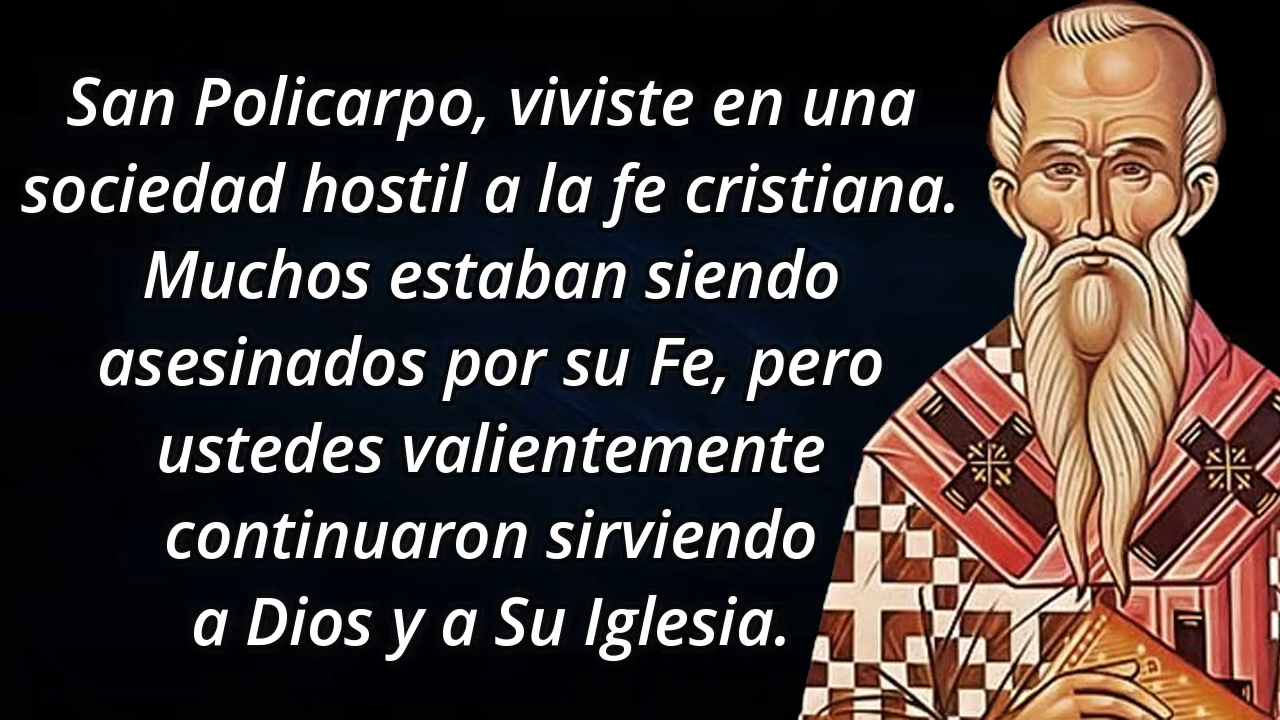 San Policarpo, viviste en una
sociedad hostil a la fe cristiana.
Muchos estaban siendo
asesinados por su Fe, pero
ustedes valientemente
continuaron sirviendo
a Dios y a Su Iglesia.